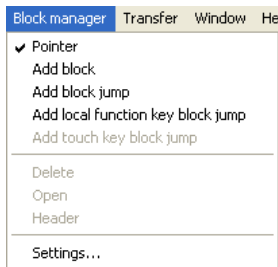 Block manager Transfer Window He
Pointer
Add block
Add block jump
Add local function key block jump
Add touch key block jump
Delete
Open
Header
Settings...